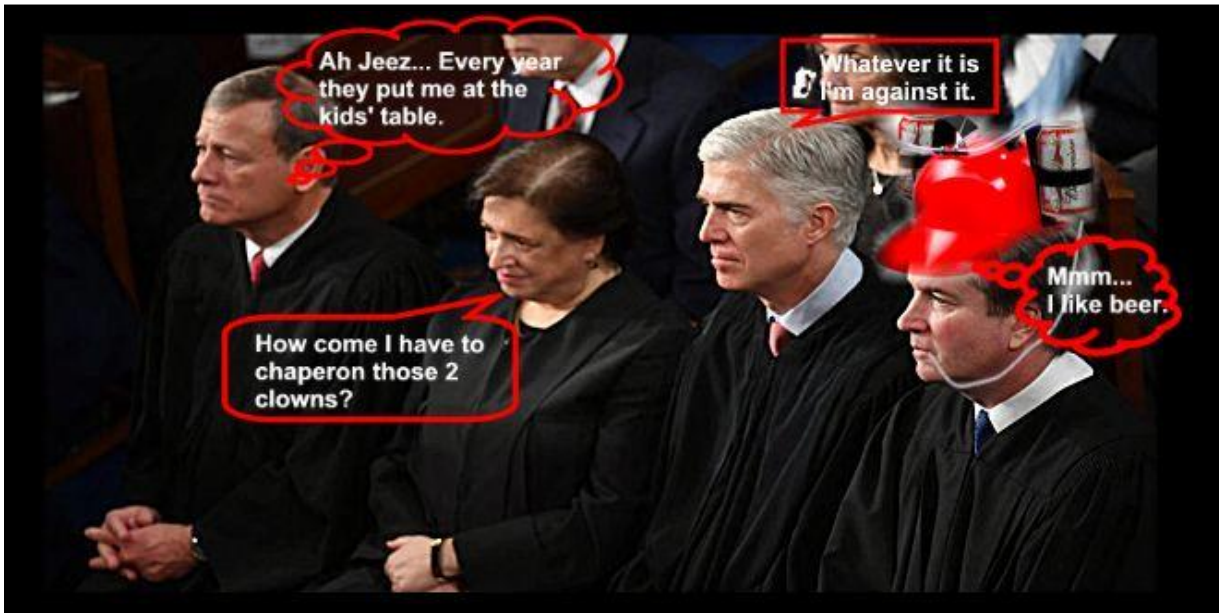 Ah Jeez... Every year
they put me at the
kids' table.
Whatever it is
I'm against it.
How come I have to
chaperon those 2
clowns?
Mmm...
I like beer.